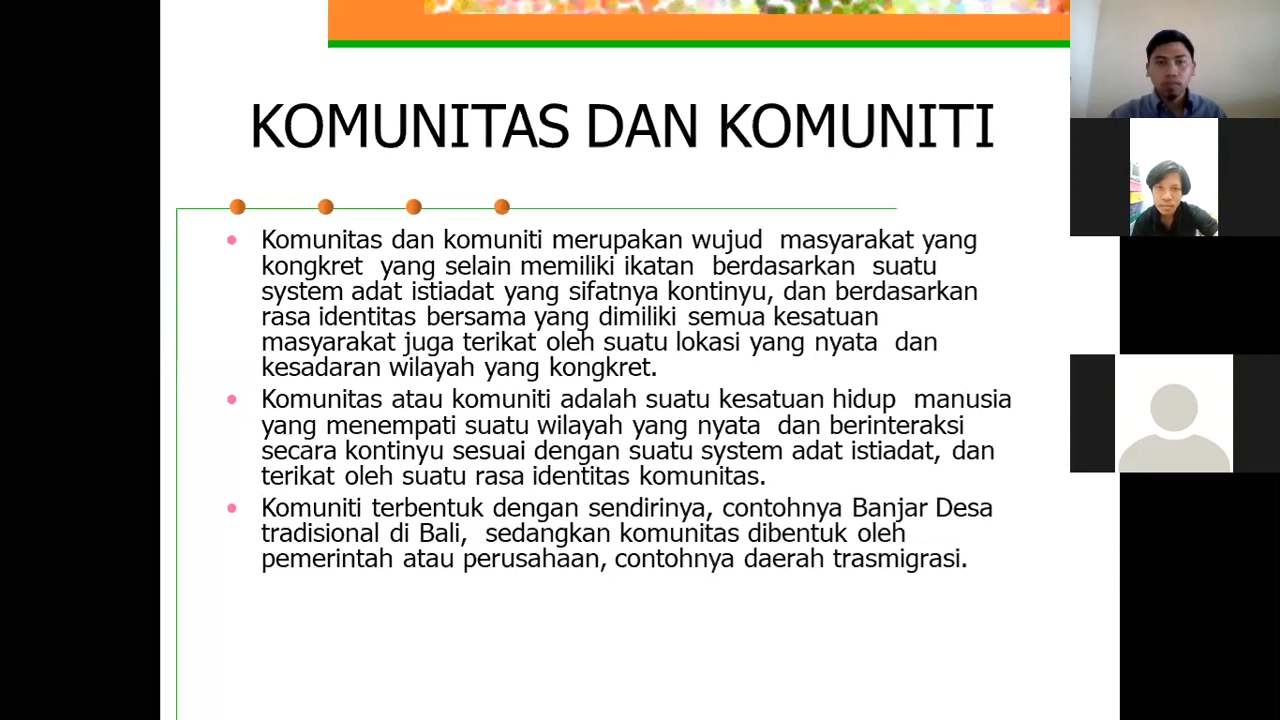 KOMUNITAS DAN KOMUNITI
Komunitas dan komuniti merupakan wujud masyarakat yang
kongkret yang selain memiliki ikatan berdasarkan suatu
system adat istiadat yang sifatnya kontinyu, dan berdasarkan
rasa identitas bersama yang dimiliki semua kesatuan
masyarakat juga terikat oleh suatu lokasi yang nyata dan
kesadaran wilayah yang kongkret.
Komunitas atau komuniti adalah suatu kesatuan hidup manusia
yang menempati suatu wilayah yang nyata dan berinteraksi
secara kontinyu sesuai dengan suatu system adat istiadat, dan
terikat oleh suatu rasa identitas komunitas.
Komuniti terbentuk dengan sendirinya, contohnya Banjar Desa
tradisional di Bali, sedangkan komunitas dibentuk oleh
pemerintah atau perusahaan, contohnya daerah trasmigrasi.